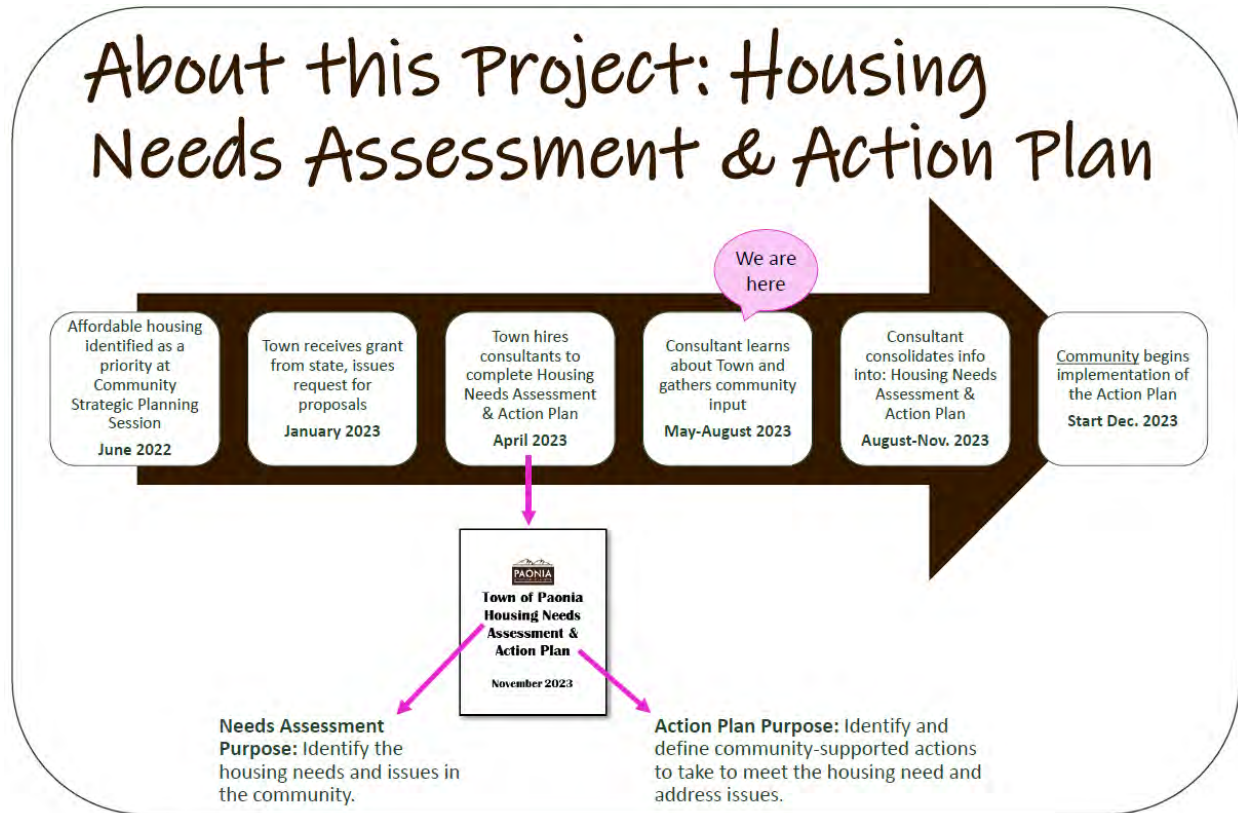 About this Project: Housing
Needs Assessment & Action Plan
We are
here
Affordable housing
identified as a
priority at
Community
Strategic Planning
Session
June 2022
Town receives grant
from state, issues
request for
proposals
January 2023
Town hires
consultants to
complete Housing
Needs Assessment
& Action Plan
April 2023
Consultant learns
about Town and
gathers community
input
May-August 2023
Consultant
consolidates info
into: Housing Needs
Assessment &
Action Plan
August-Nov. 2023
Community begins
implementation of
the Action Plan
Start Dec. 2023
PAONIA
Town of Paonia
Housing Needs
Assessment &
Action Plan
November 2023
Needs Assessment
Purpose: Identify the
housing needs and issues in
the community.
Action Plan Purpose: Identify and
define community-supported actions
to take to meet the housing need and
address issues.